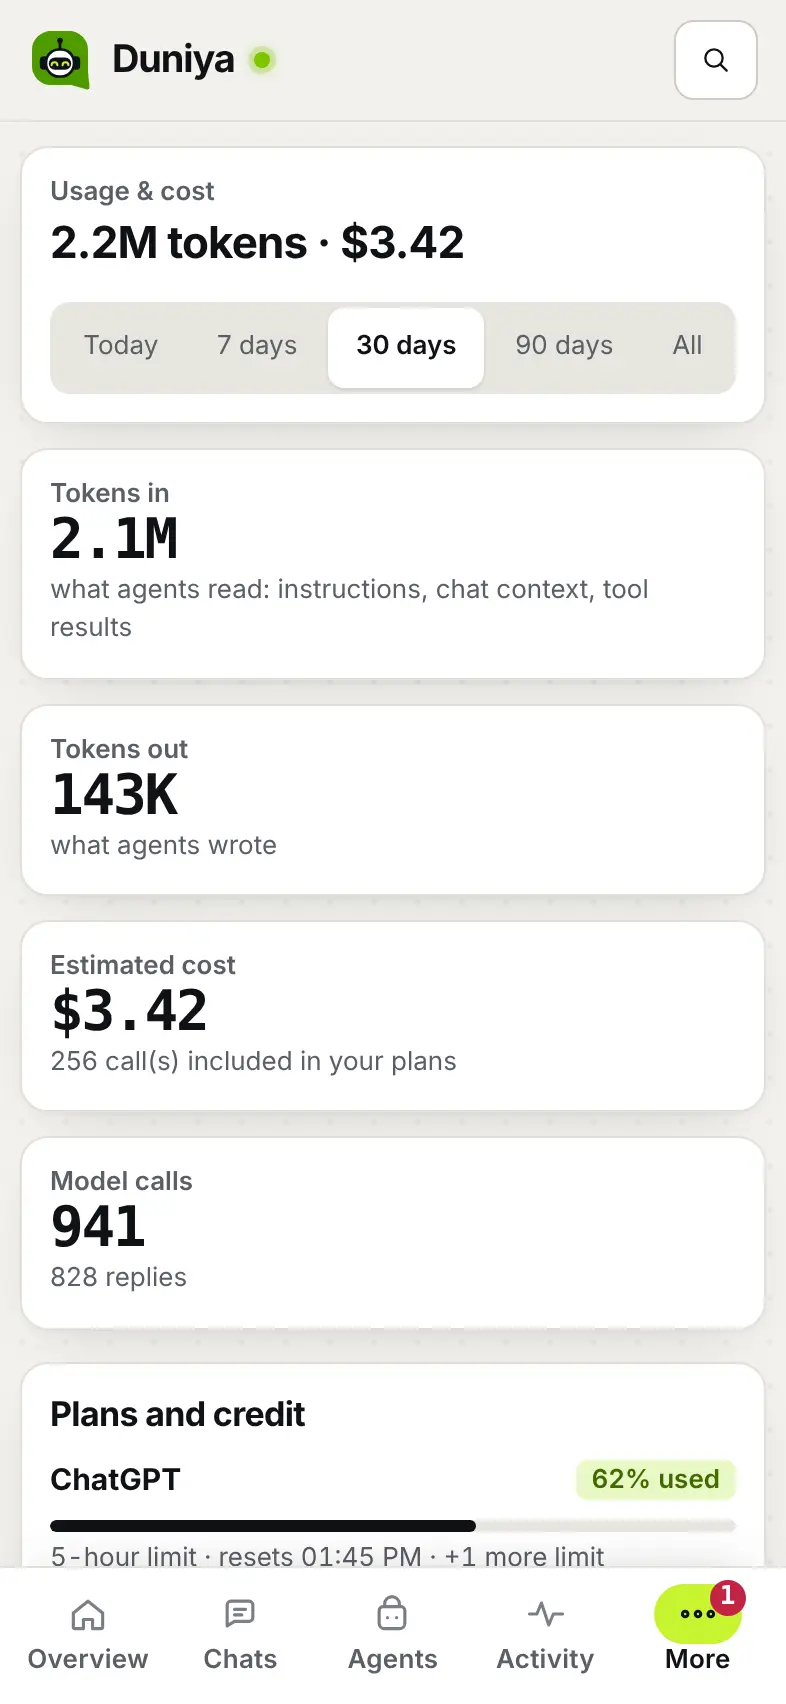 Duniya
Usage & cost
2.2M tokens · $3.42
Today 7 days 30 days 90 days All
Tokens in
2.1M
what agents read: instructions, chat context, tool
results
Tokens out
143K
what agents wrote
Estimated cost
$3.42
256 call(s) included in your plans
Model calls
941
828 replies
Plans and credit
ChatGPT 62% used
5-hour limit · resets 01:45 PM · +1 more limit
1
Overview Chats Agents Activity More